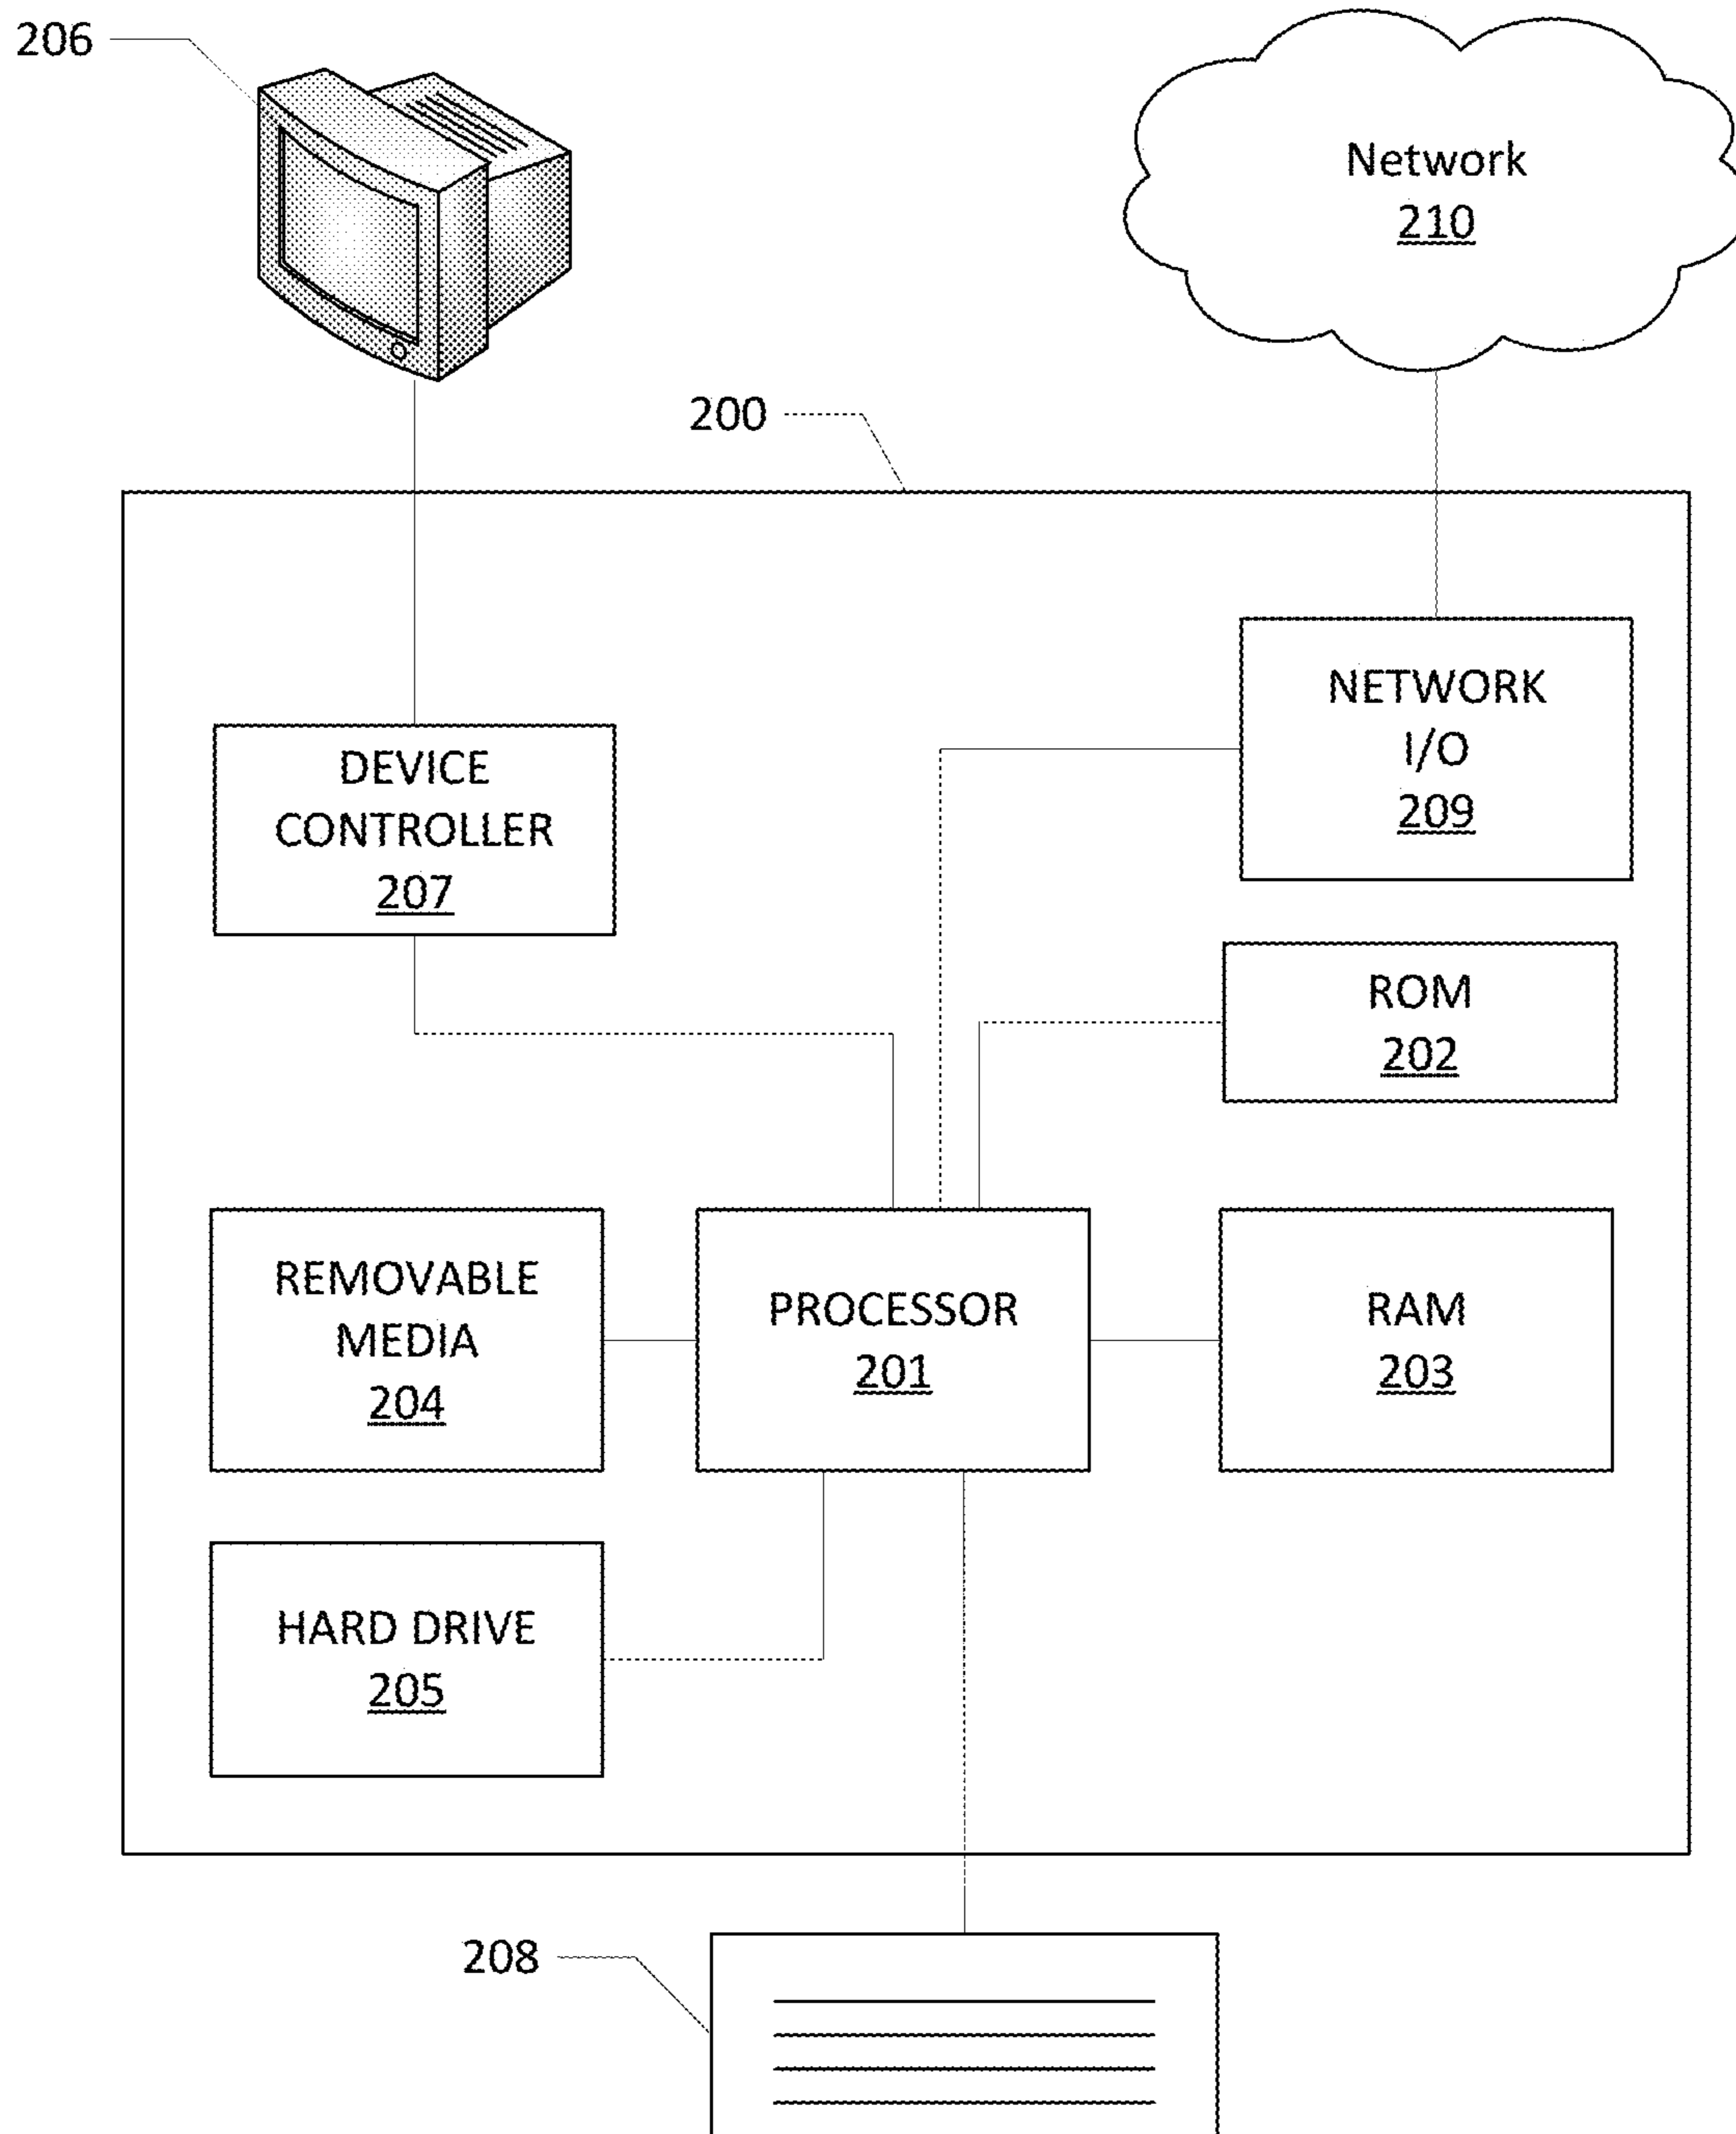 206
Network
210
200
NETWORK
I/O
209
DEVICE
CONTROLLER
207
ROM
202
REMOVABLE
MEDIA
204
PROCESSOR
201
RAM
203
HARD DRIVE
205
208